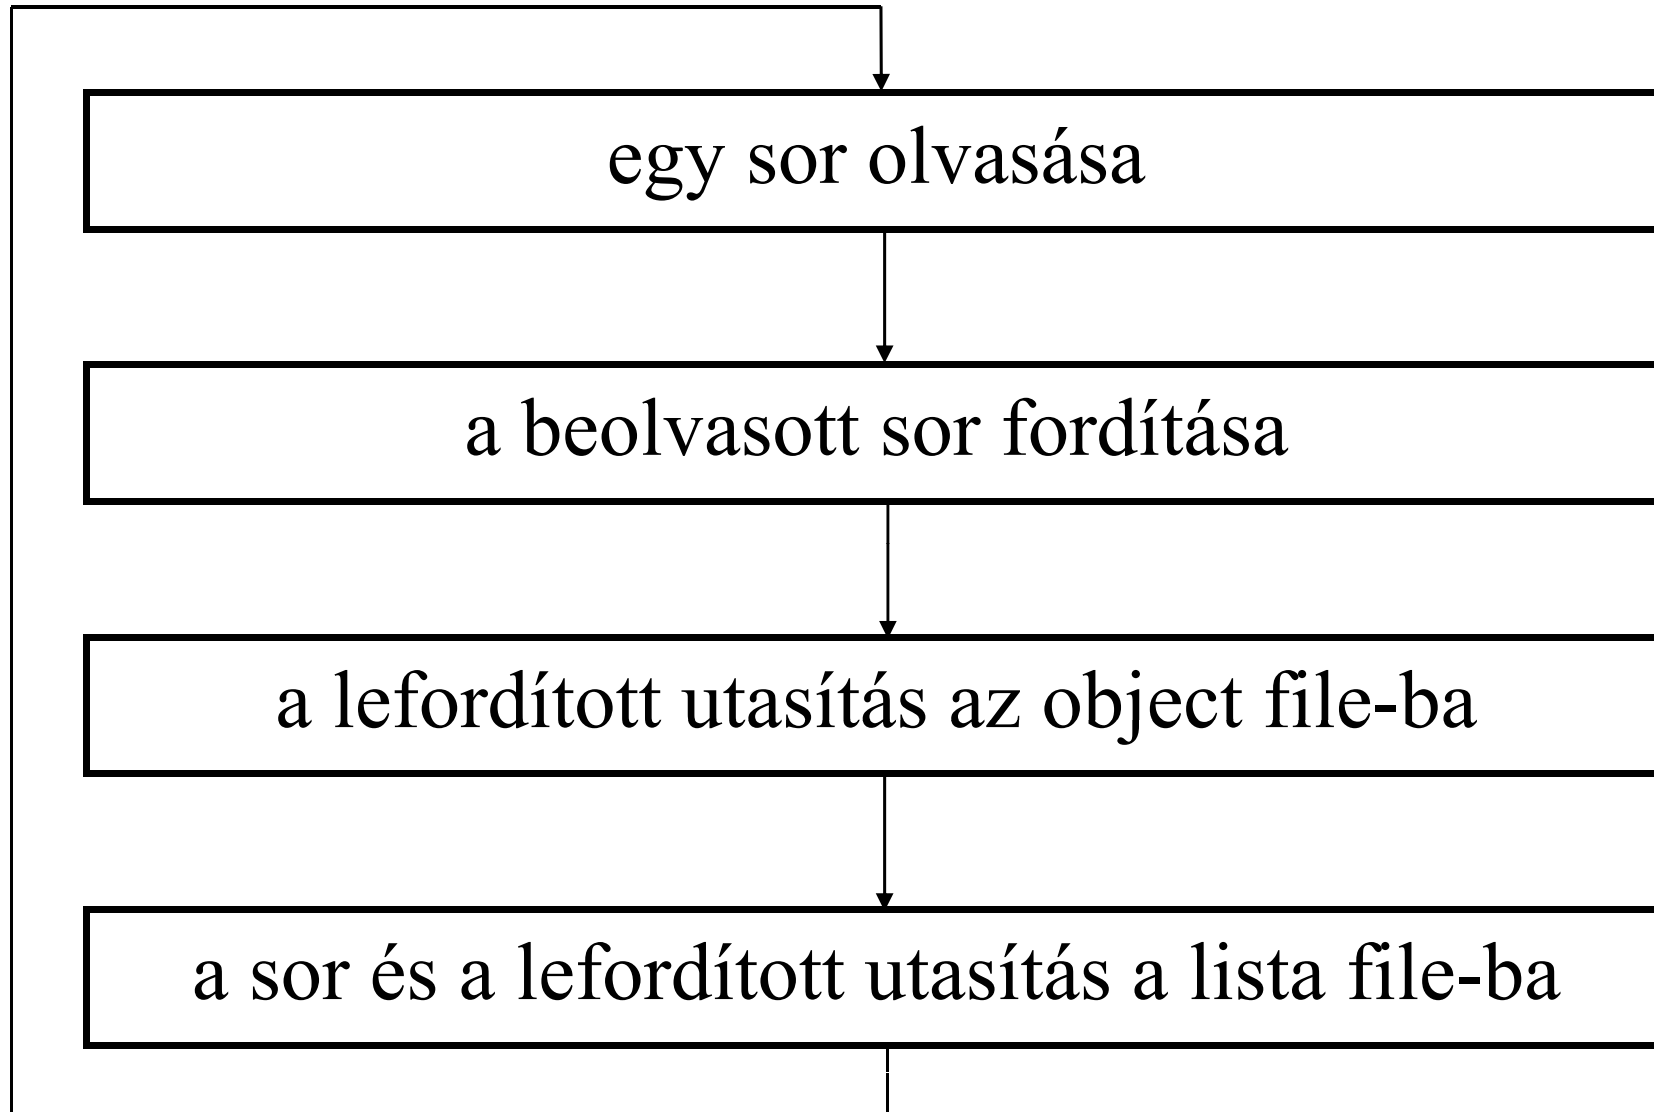 egy sor olvasása
a beolvasott sor fordítása
a lefordított utasítás az object file-ba
a sor és a lefordított utasítás a lista file-ba